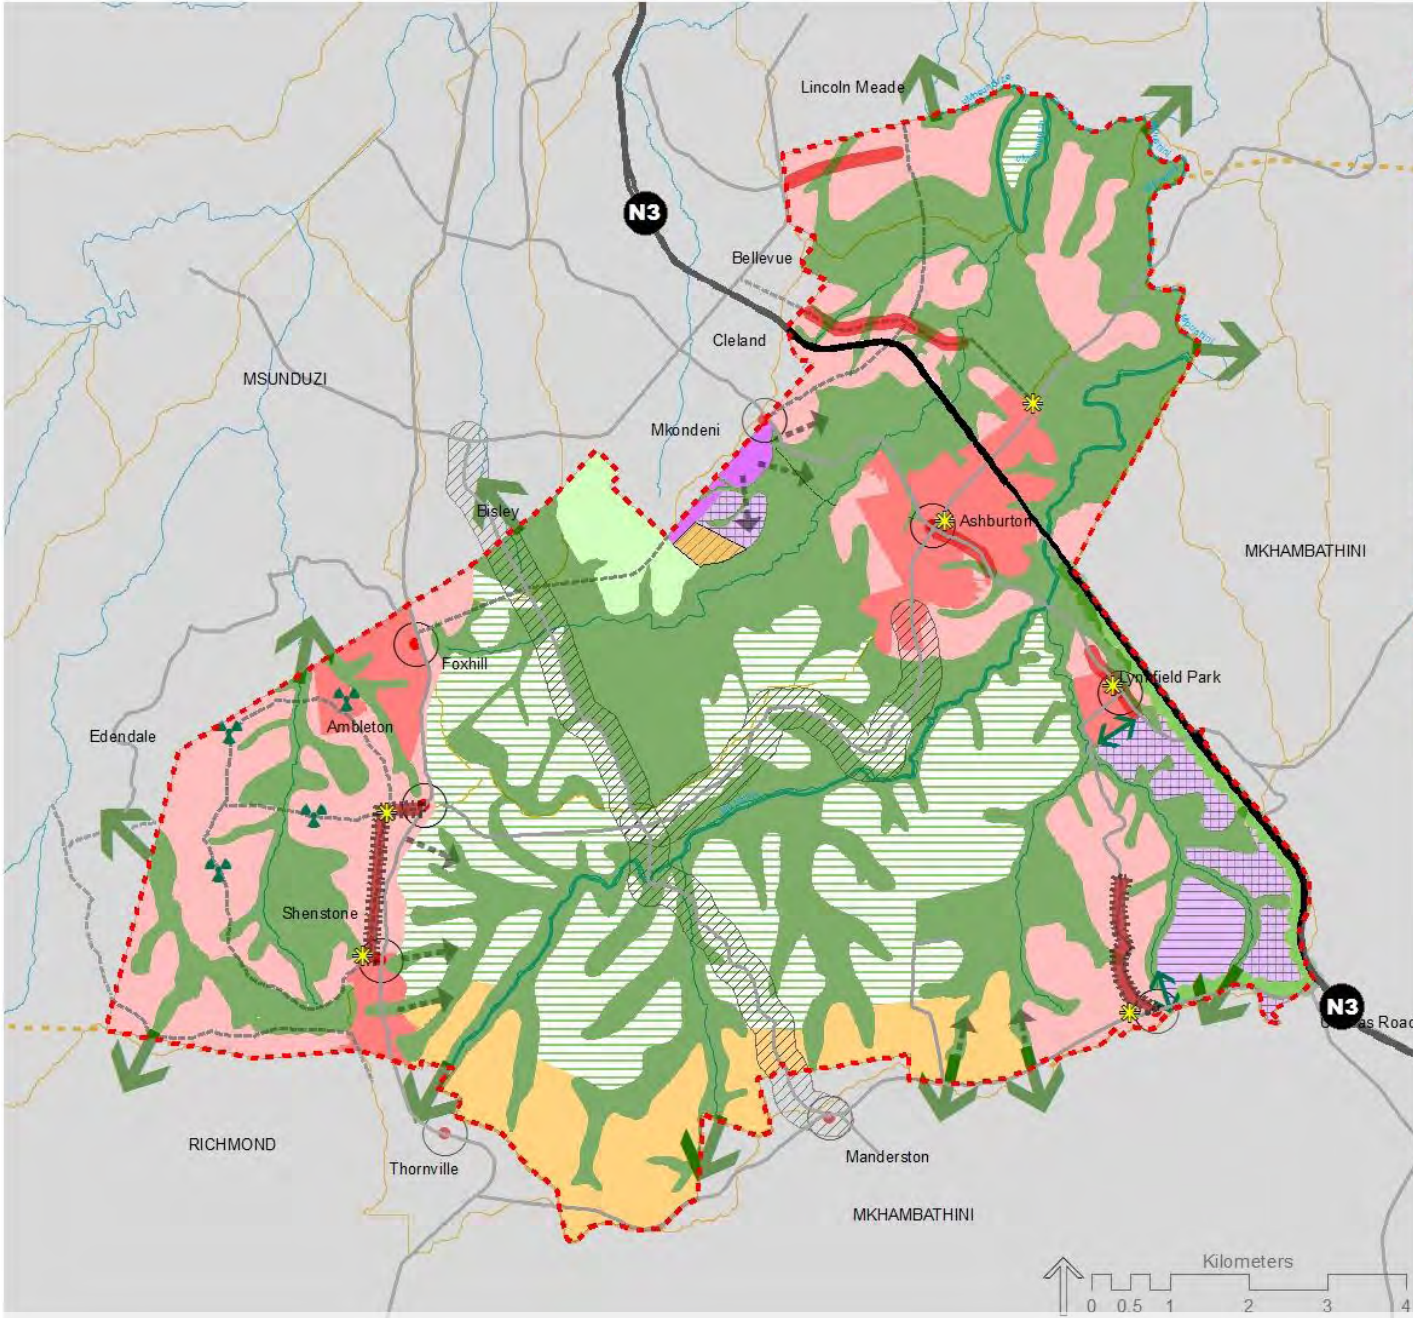 Lincoln Meade
N3
Bellevue
Cleland
MSUNDUZI
Mkondeni
Bisley
Ashburton
MKHAMBATHINI
Foxhill
Lynnfield Park
Ambleton
Edendale
Shenstone
N3
Road
RICHMOND
Thornville
Manderston
MKHAMBATHINI
Kilometers
0 0.5 1 2 3 4